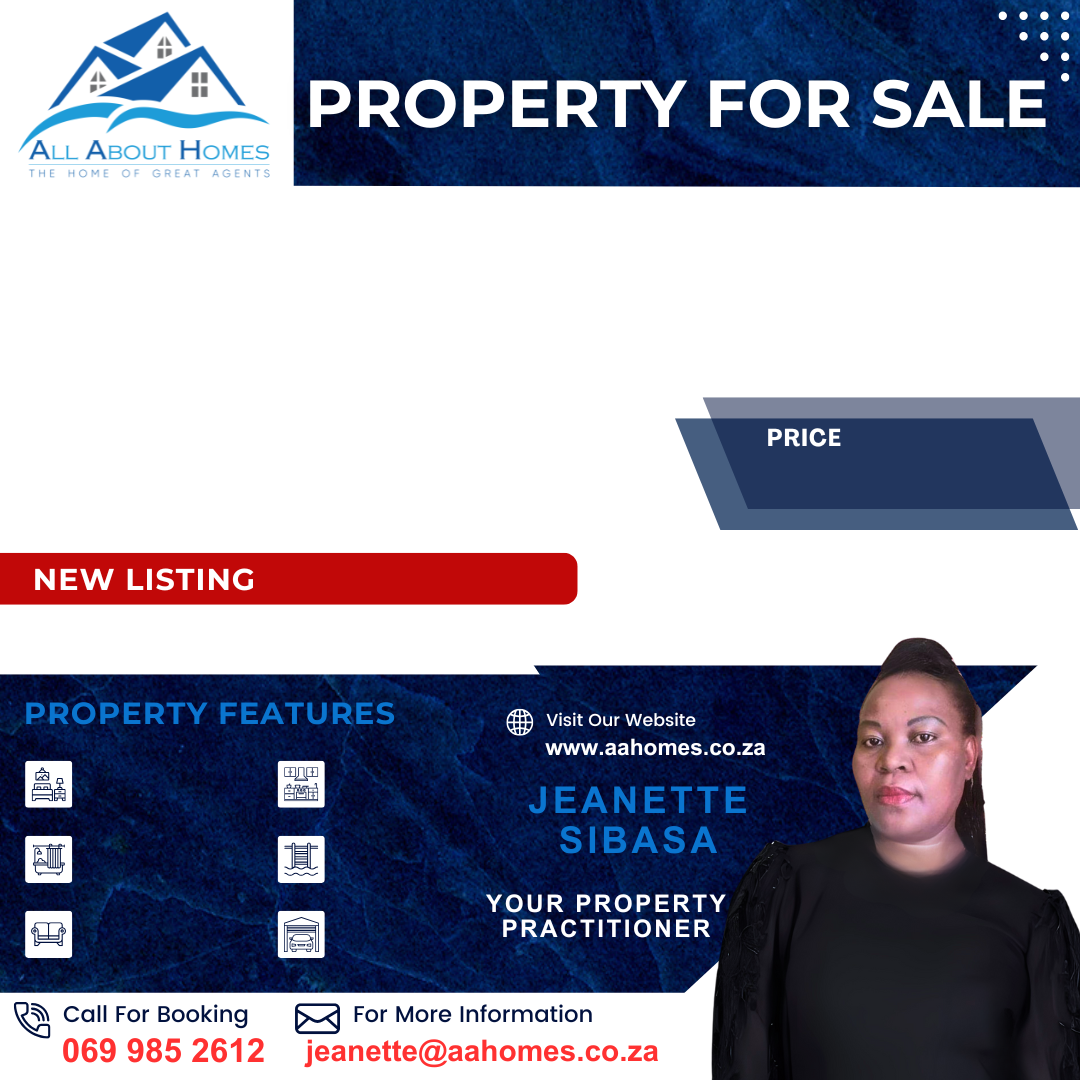 ALL ABOUT HOMES
THE HOME OF GREAT AGENTS
PROPERTY FOR SALE
PRICE
NEW LISTING
PROPERTY FEATURES
Visit Our Website
www.aahomes.co.za
JEANETTE
SIBASA
YOUR PROPERTY
PRACTITIONER
Call For Booking
069 985 2612
For More Information
jeanette@aahomes.co.za